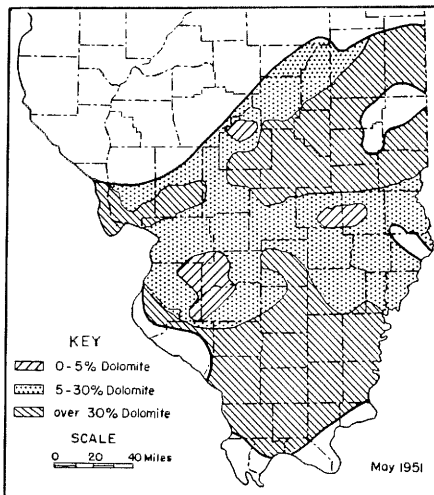 KEY
0-5% Dolomite
5-30% Dolomite
over 30% Dolomite
SCALE
0 20 40 Miles
May 1951